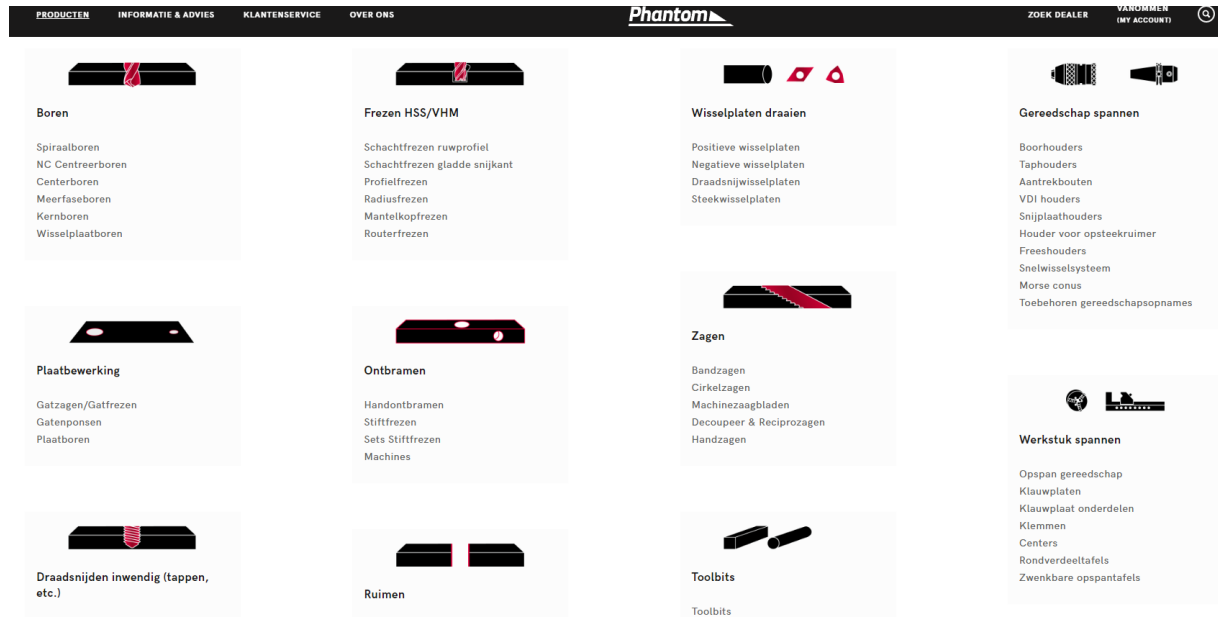 PRODUCTEN
INFORMATIE & ADVIES
KLANTENSERVICE
OVER ONS
Phantom
ZOEK DEALER
VANOMMEN
(MY ACCOUNT)
Boren
Spiraalboren
NC Centreerboren
Centerboren
Meerfaseboren
Kernboren
Wisselplaatboren
Frezen HSS/VHM
Schachtfrezen ruwprofiel
Schachtfrezen gladde snijkant
Profielfrezen
Radiusfrezen
Mantelkopfrezen
Routerfrezen
Wisselplaten draaien
Positieve wisselplaten
Negatieve wisselplaten
Draadsnijwisselplaten
Steekwisselplaten
Gereedschap spannen
Boorhouders
Taphouders
Aantrekbouten
VDI houders
Snijplaathouders
Houder voor opsteekruimer
Freeshouders
Snelwisselsysteem
Morse conus
Toebehoren gereedschapsopnames
Plaatbewerking
Gatzagen/Gatfrezen
Gatenponsen
Plaatboren
Ontbramen
Handontbramen
Stiftfrezen
Sets Stiftfrezen
Machines
Zagen
Bandzagen
Cirkelzagen
Machinezaagbladen
Decoupeer & Reciprozagen
Handzagen
Werkstuk spannen
Opspan gereedschap
Klauwplaten
Klauwplaat onderdelen
Klemmen
Centers
Rondverdeeltafels
Zwenkbare opspantafels
Draadsnijden inwendig (tappen,
etc.)
Ruimen
Toolbits
Toolbits